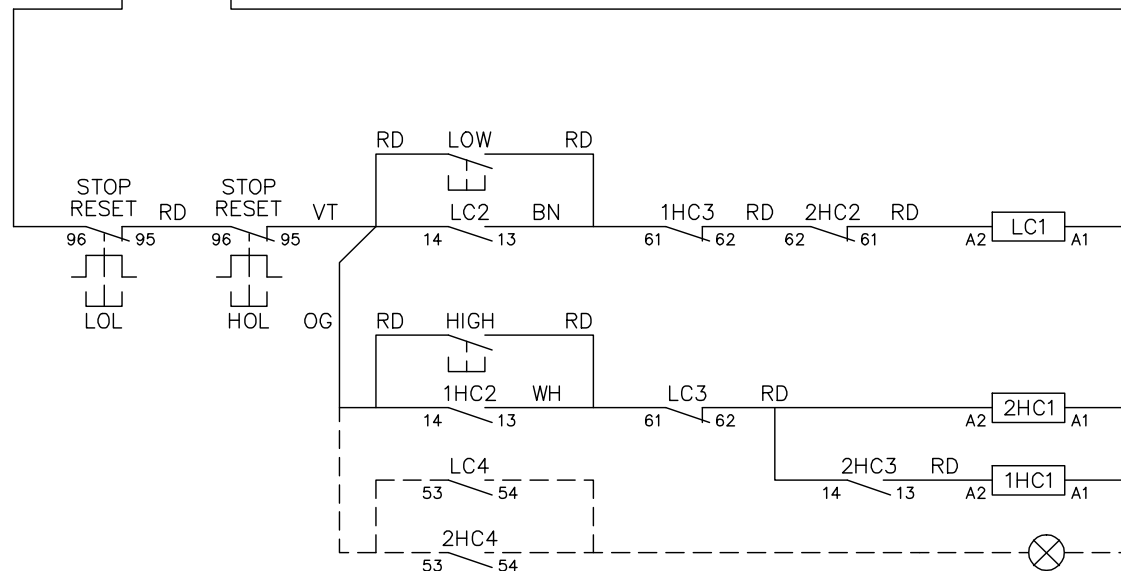 RD LOW RD
STOP STOP
RESET RD RESET VT LC2 BN 1HC3 RD 2HC2 RD LC1
96 95 96 95 14 13 61 62 62 61 A2 A1
LOL HOL OG RD HIGH RD
1HC2 WH LC3 RD 2HC1
14 13 61 62 A2 A1
LC4 2HC3 RD 1HC1
53 54 14 13 A2 A1
2HC4
53 54